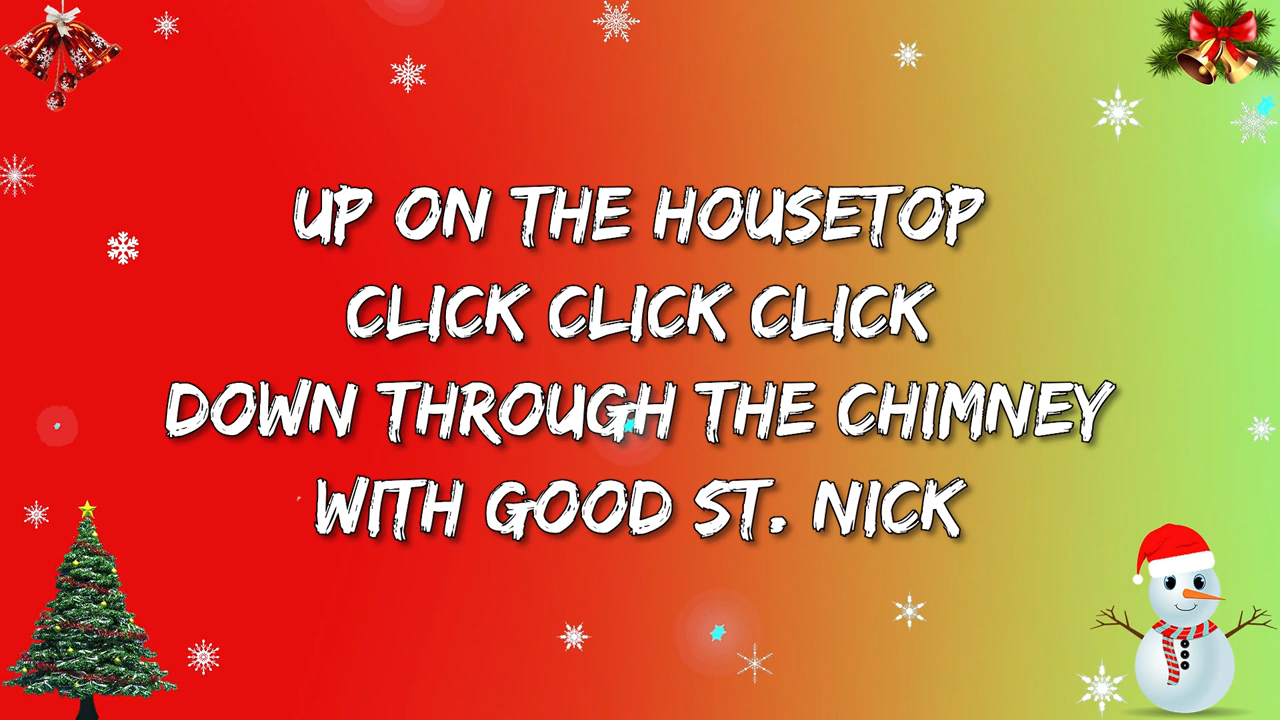 UP ON THE HOUSETOP
CLICK CLICK CLICK
DOWN THROUGH THE CHIMNEY
WITH GOOD ST. NICK